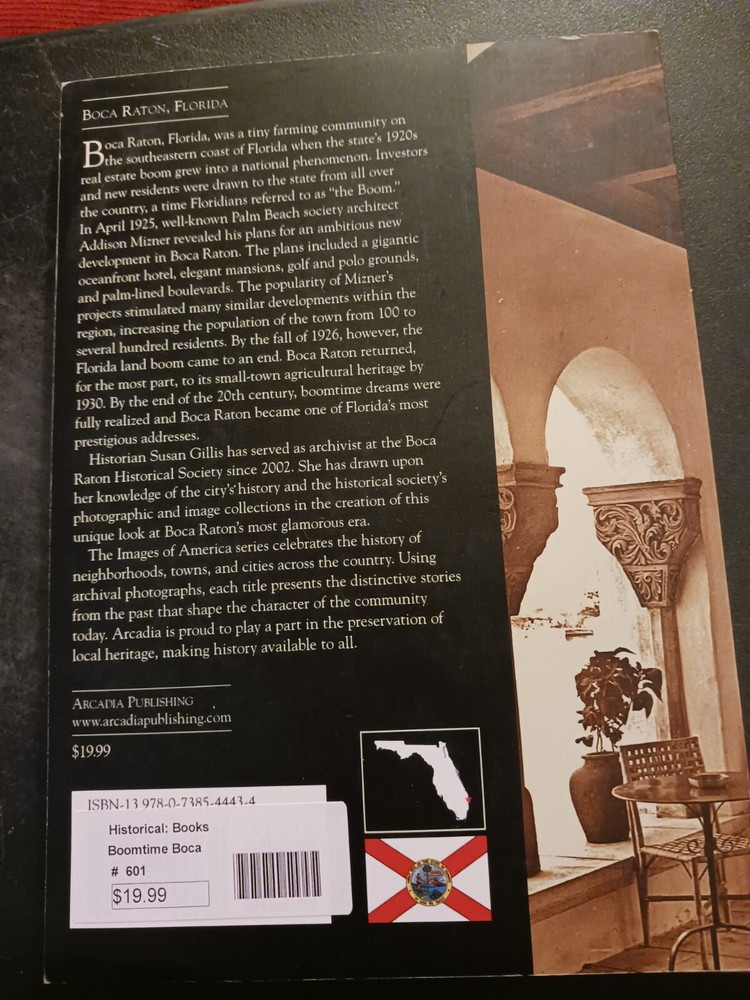 BOCA RATON, FLORIDA
Boca Raton, Florida, was a tiny farming community on
the southeastern coast of Florida when the state's 1920s
real estate boom grew into a national phenomenon. Investors
and new residents were drawn to the state from all over
the country, a time Floridians referred to as "the Boom."
In April 1925, well-known Palm Beach society architect
Addison Mizner revealed his plans for an ambitious new
development in Boca Raton. The plans included a gigantic
oceanfront hotel, elegant mansions, golf and polo grounds,
and palm-lined boulevards. The popularity of Mizner's
projects stimulated many similar developments within the
region, increasing the population of the town from 100 to
several hundred residents. By the fall of 1926, however, the
Florida land boom came to an end. Boca Raton returned,
for the most part, to its small-town agricultural heritage by
1930. By the end of the 20th century, boomtime dreams were
fully realized and Boca Raton became one of Florida's most
prestigious addresses.
Historian Susan Gillis has served as archivist at the Boca
Raton Historical Society since 2002. She has drawn upon
her knowledge of the city's history and the historical society's
photographic and image collections in the creation of this
unique look at Boca Raton's most glamorous era.
The Images of America series celebrates the history of
neighborhoods, towns, and cities across the country. Using
archival photographs, each title presents the distinctive stories
from the past that shape the character of the community
today. Arcadia is proud to play a part in the preservation of
local heritage, making history available to all.
ARCADIA PUBLISHING
www.arcadiapublishing.com
$19.99
ISBN-13 978-0-7385-4443-4
Historical: Books
Boomtime Boca
# 601
$19.99